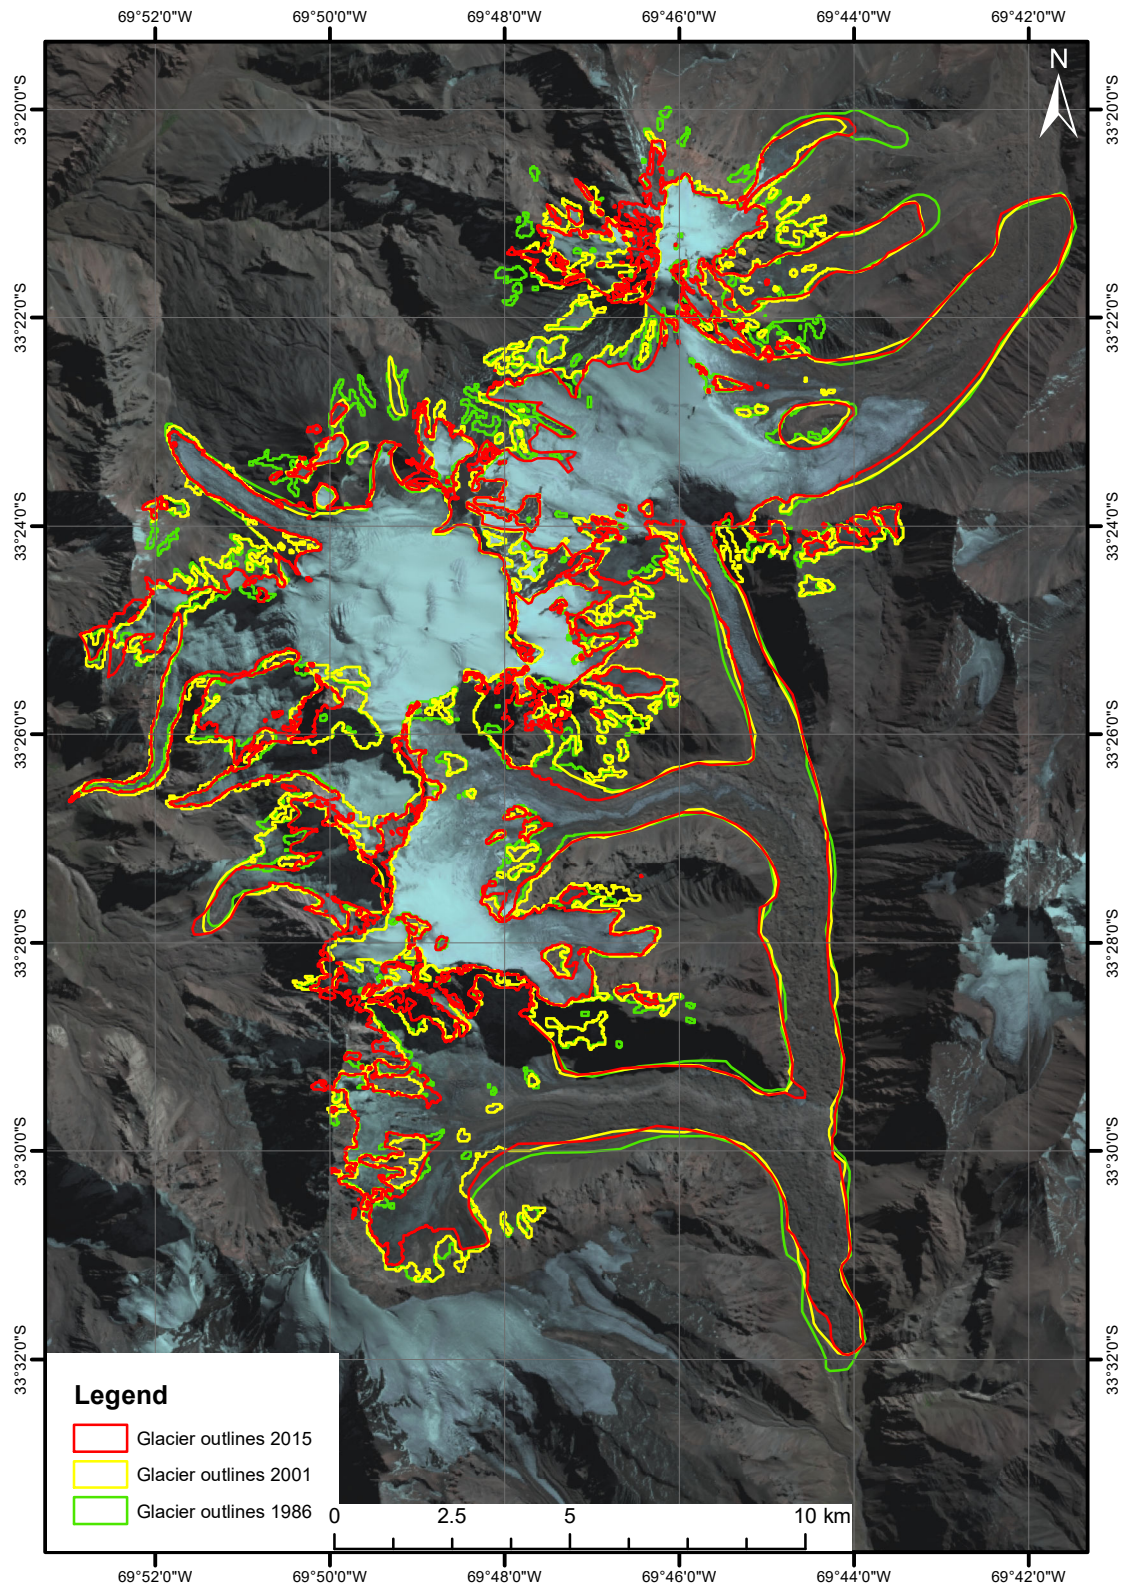 69°52'0"W 69°50'0"W 69°48'0"W 69°46'0"W 69°44'0"W 69°42'0"W
N
33°20'0"S 33°20'0"S
33°22'0"S 33°22'0"S
33°24'0"S 33°24'0"S
33°26'0"S 33°26'0"S
33°28'0"S 33°28'0"S
33°30'0"S 33°30'0"S
33°32'0"S 33°32'0"S
Legend
Glacier outlines 2015
Glacier outlines 2001
Glacier outlines 1986
0 2.5 5 10 km
69°52'0"W 69°50'0"W 69°48'0"W 69°46'0"W 69°44'0"W 69°42'0"W